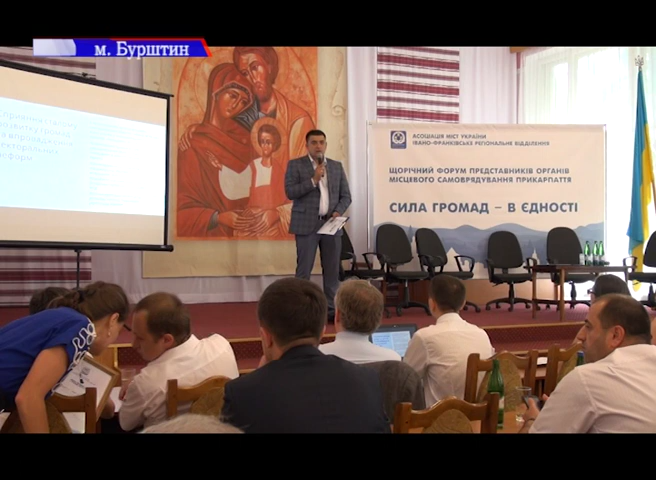 м. Бурштин
АСОЦІАЦІЯ МІСТ УКРАЇНИ
ІВАНО-ФРАНКІВСЬКЕ РЕГІОНАЛЬНЕ ВІДДІЛЕННЯ
ЩОРІЧНИЙ ФОРУМ ПРЕДСТАВНИКІВ ОРГАНІВ
МІСЦЕВОГО САМОВРЯДУВАННЯ ПРИКАРПАТТЯ
СИЛА ГРОМАД – В ЄДНОСТІ